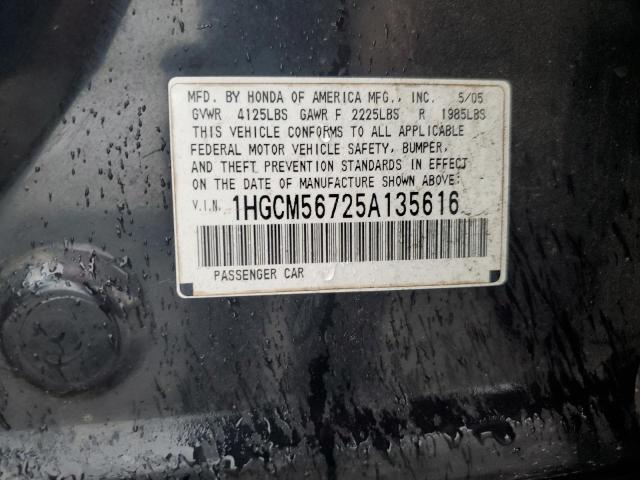 MFD. BY HONDA OF AMERICA MFG., INC. 5/05
GVWR 4125LBS GAWR F 2225LBS R 1985LBS
THIS VEHICLE CONFORMS TO ALL APPLICABLE
FEDERAL MOTOR VEHICLE SAFETY, BUMPER,
AND THEFT PREVENTION STANDARDS IN EFFECT
ON THE DATE OF MANUFACTURE SHOWN ABOVE:
V.I.N. 1HGCM56725A135616
PASSENGER CAR